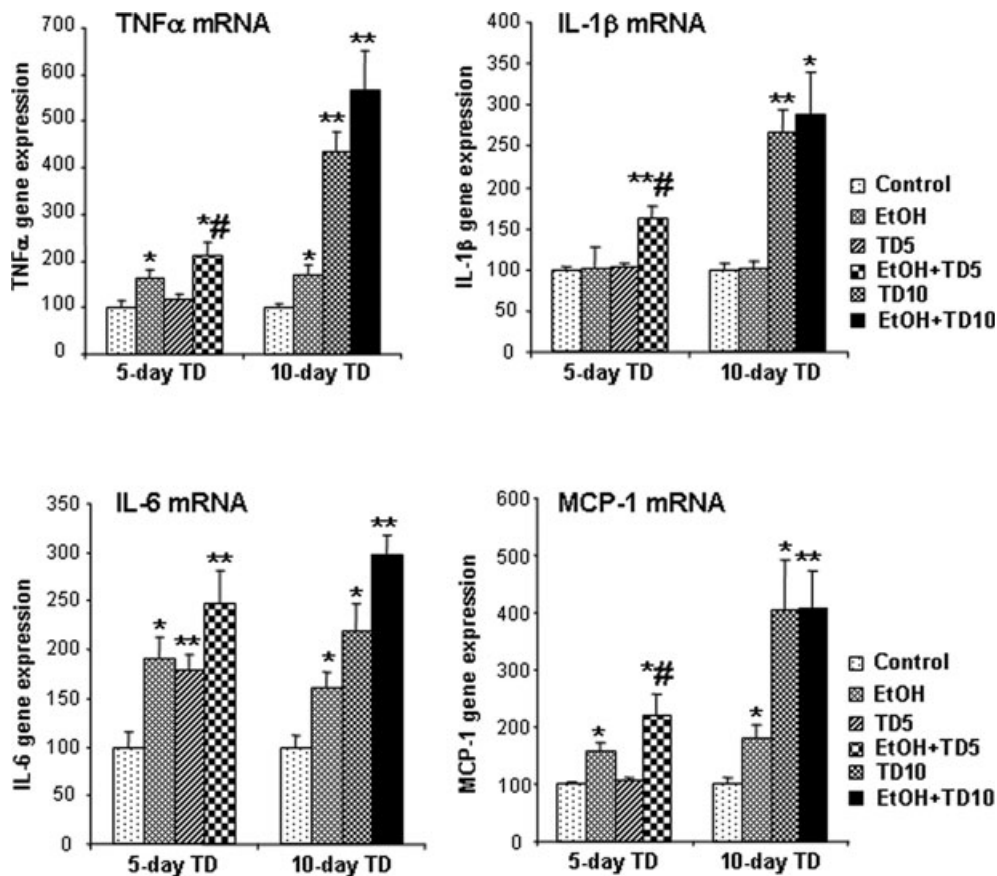 TNFα mRNA
TNFα gene expression
700
600
500
400
300
200
100
0
*
*#
*
**
**
5-day TD
10-day TD
IL-1β mRNA
IL-1β gene expression
400
350
300
250
200
150
100
50
0
**#
**
*
5-day TD
10-day TD
Control
EtOH
TD5
EtOH+TD5
TD10
EtOH+TD10
IL-6 mRNA
IL-6 gene expression
350
300
250
200
150
100
50
0
*
**
**
*
*
**
5-day TD
10-day TD
MCP-1 mRNA
MCP-1 gene expression
600
500
400
300
200
100
0
*
*#
*
*
**
5-day TD
10-day TD
Control
EtOH
TD5
EtOH+TD5
TD10
EtOH+TD10